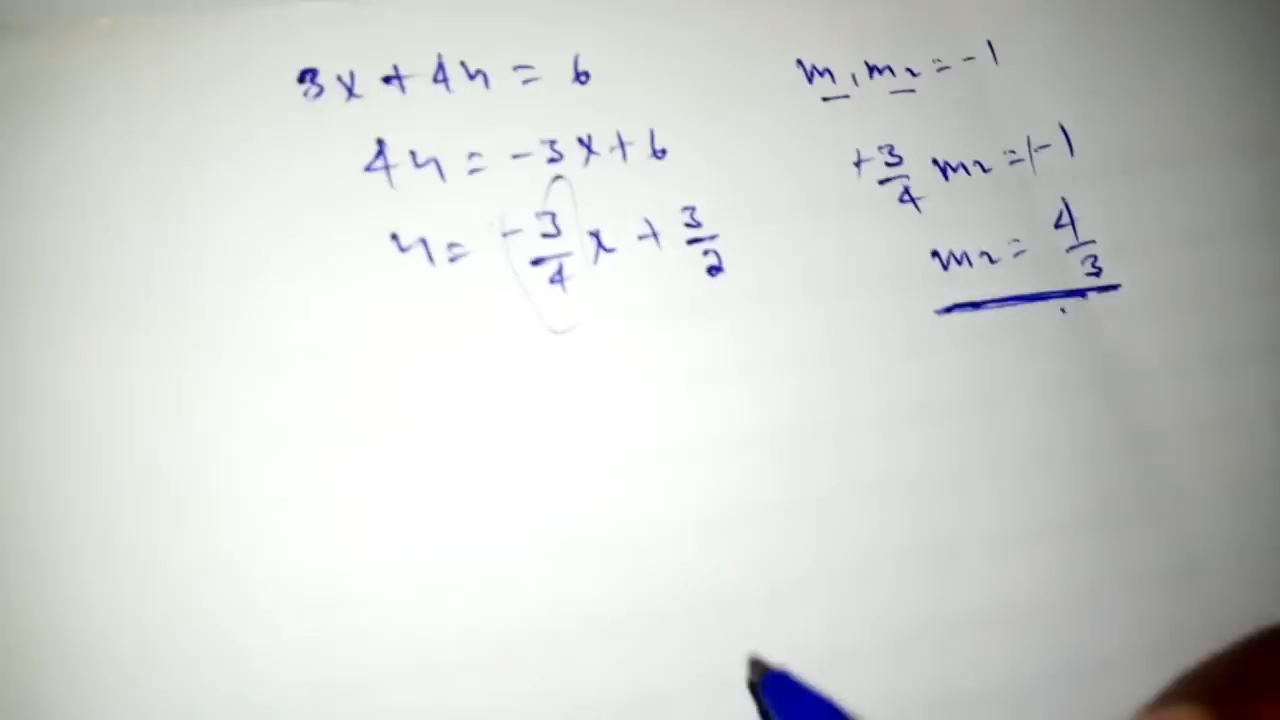 3x + 4y = 6
4y = -3x + 6
y = -3/4 x + 3/2
m₁m₂ = -1
+3/4 m₂ = +1
m₂ = 4/3